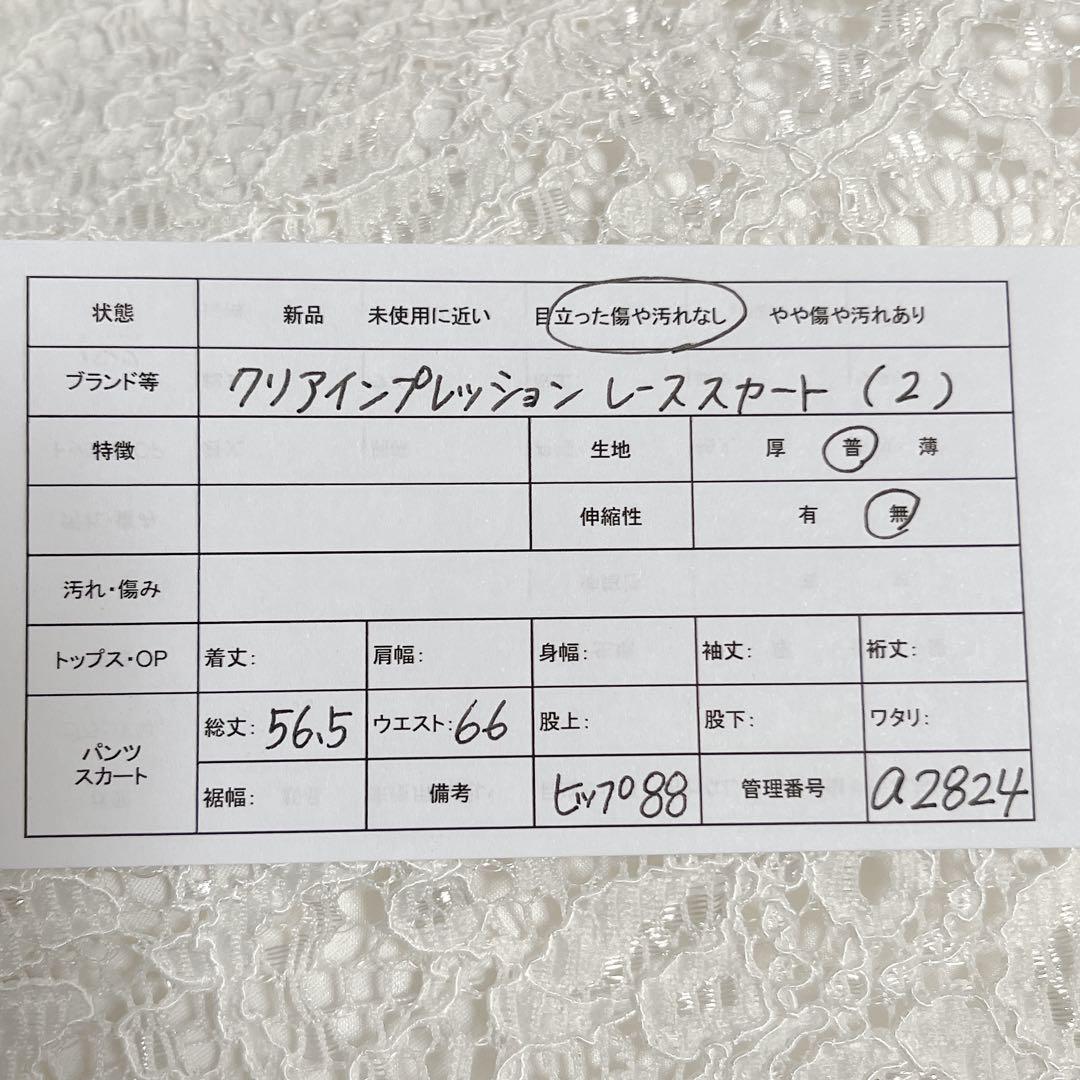 状態 新品 未使用に近い 目立った傷や汚れなし やや傷や汚れあり
ブランド等 クリアインプレッション レーススカート (2)
特徴 生地 厚 普 薄
伸縮性 有 無
汚れ・傷み
トップス・OP 着丈: 肩幅: 身幅: 袖丈: 裄丈:
パンツ スカート 総丈: 56.5 ウエスト: 66 股上: 股下: ワタリ:
裾幅: 備考 ヒップ88 管理番号 a2824